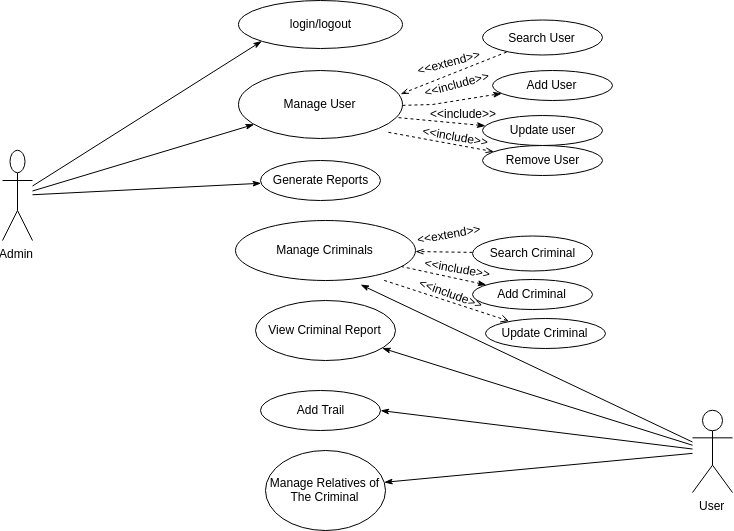 login/logout
Search User
<<extend>>
<<include>>
Add User
Manage User
<<include>>
Update user
<<include>>
Remove User
Generate Reports
Admin
<<extend>>
Manage Criminals
Search Criminal
<<include>>
Add Criminal
<<include>>
View Criminal Report
Update Criminal
Add Trail
Manage Relatives of
The Criminal
User